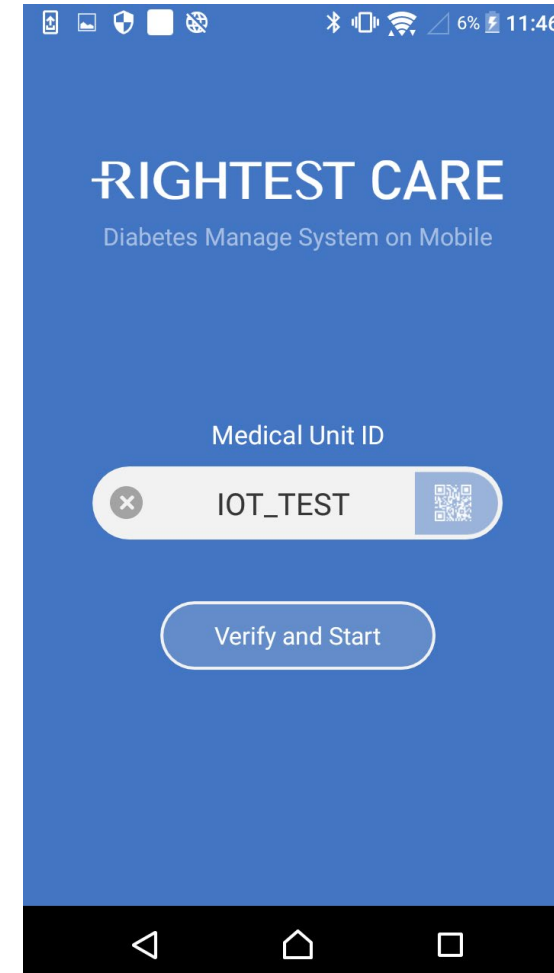 6% 11:46
RIGHTEST CARE
Diabetes Manage System on Mobile
Medical Unit ID
IOT_TEST
Verify and Start